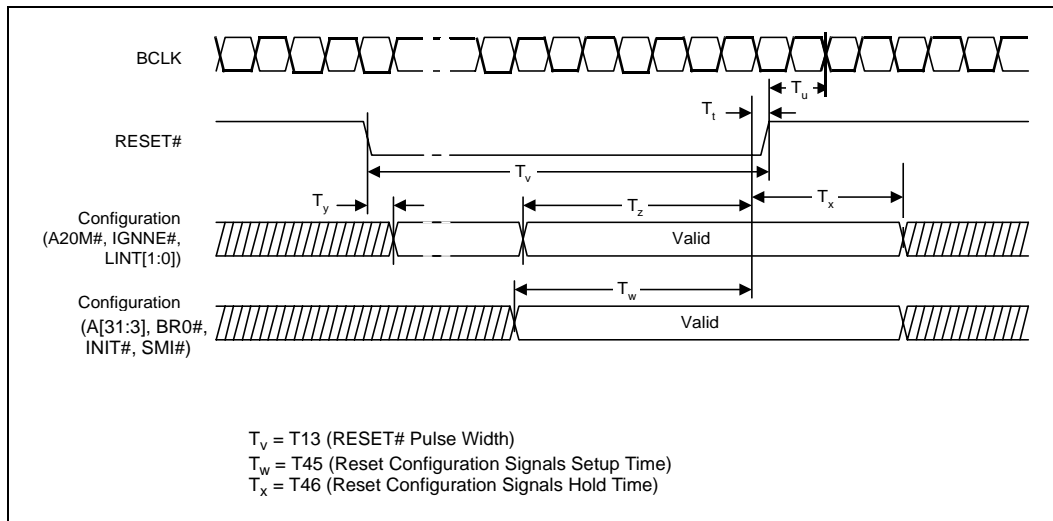 BCLK
T_u
T_t
RESET#
T_v
T_y
T_z
T_x
Configuration
(A20M#, IGNNE#,
LINT[1:0])
Valid
T_w
Configuration
(A[31:3], BR0#,
INIT#, SMI#)
Valid
T_v = T13 (RESET# Pulse Width)
T_w = T45 (Reset Configuration Signals Setup Time)
T_x = T46 (Reset Configuration Signals Hold Time)